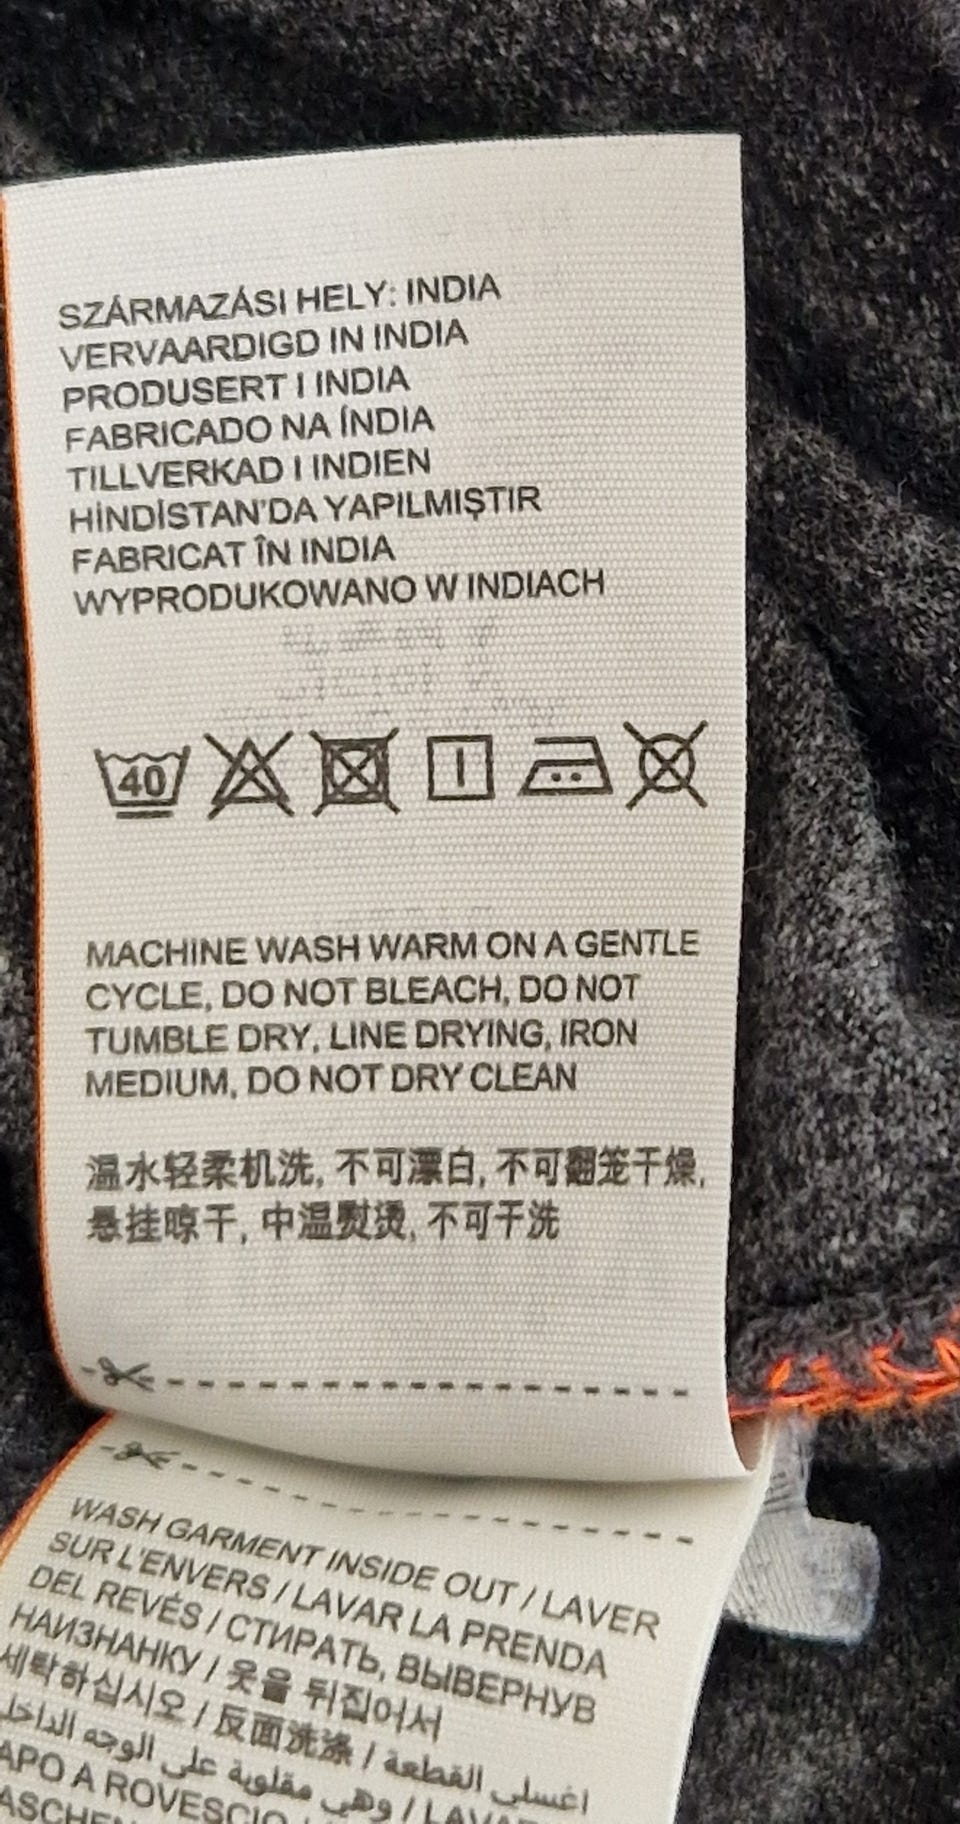 SZÁRMAZÁSI HELY: INDIA
VERVAARDIGD IN INDIA
PRODUSERT I INDIA
FABRICADO NA ÍNDIA
TILLVERKAD I INDIEN
HİNDİSTAN'DA YAPILMIŞTIR
FABRICAT ÎN INDIA
WYPRODUKOWANO W INDIACH
40
MACHINE WASH WARM ON A GENTLE
CYCLE, DO NOT BLEACH, DO NOT
TUMBLE DRY, LINE DRYING, IRON
MEDIUM, DO NOT DRY CLEAN
温水轻柔机洗, 不可漂白, 不可翻笼干燥,
悬挂晾干, 中温熨烫, 不可干洗
WASH GARMENT INSIDE OUT / LAVER
SUR L'ENVERS / LAVAR LA PRENDA
DEL REVÉS / СТИРАТЬ, ВЫВЕРНУВ
НАИЗНАНКУ / 옷을 뒤집어서
세탁하십시오 / 反面洗涤 / اغسلي القطعة
وهي مقلوبة على الوجه الداخل / LAVA
APO A ROVESCIO